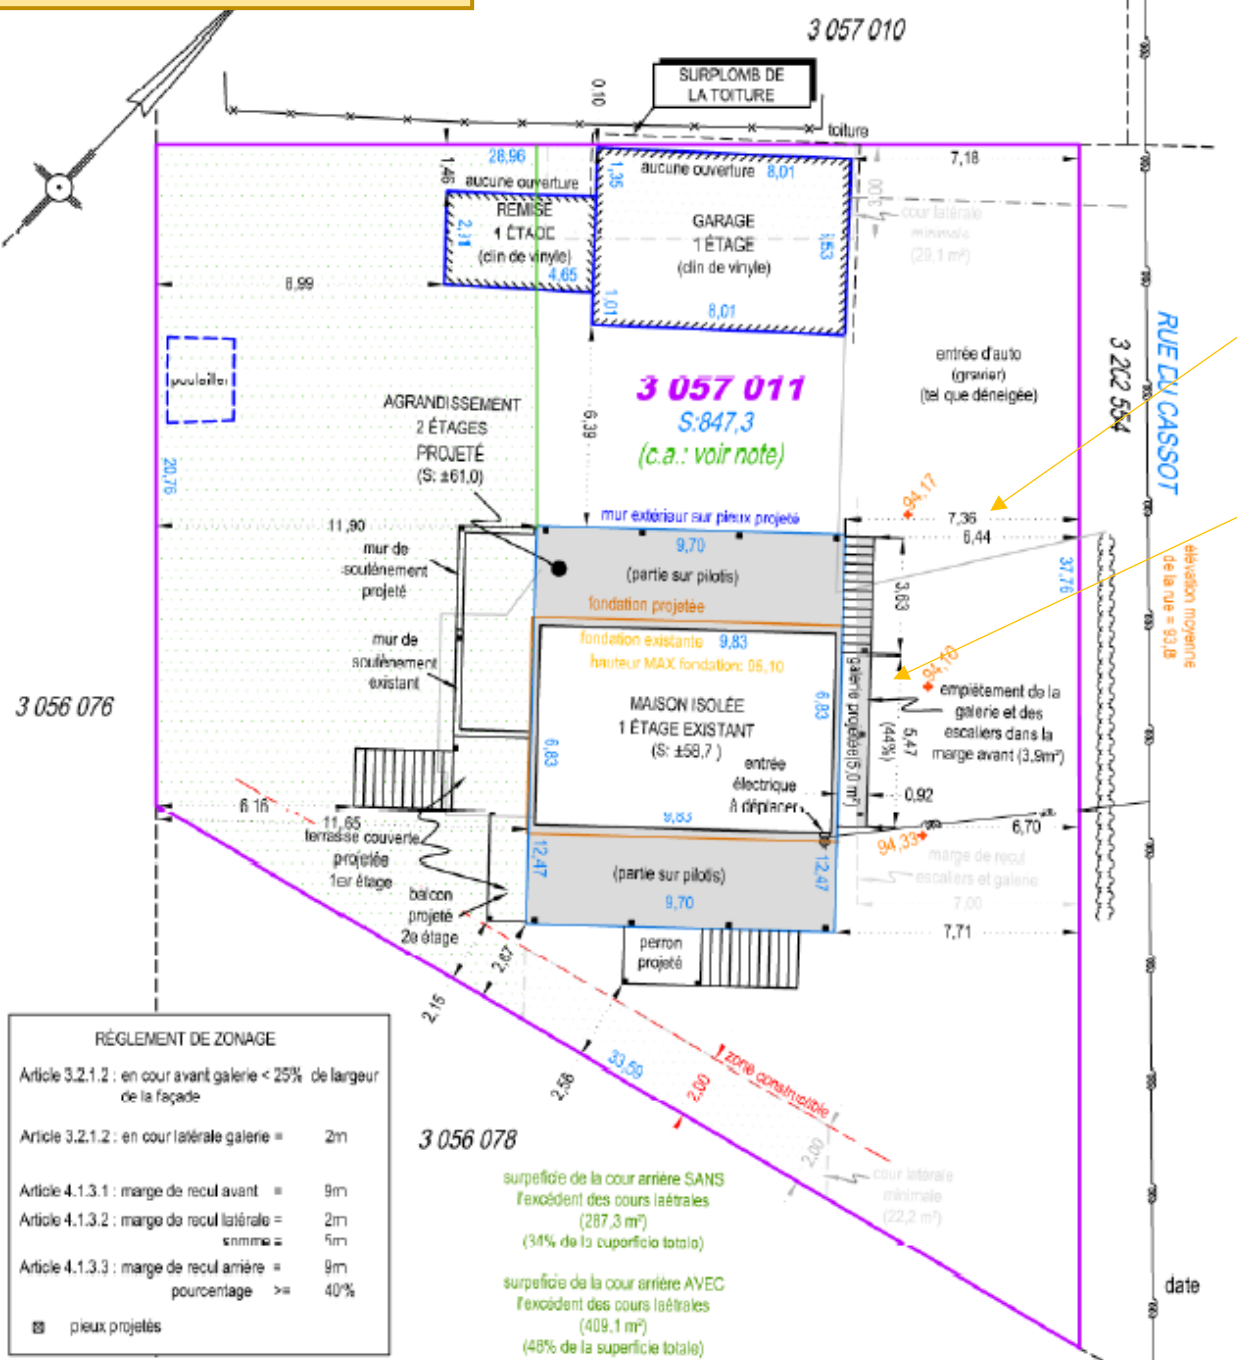 3 057 010
SURPLOMB DE
LA TOITURE
0,10
toiture
28,96
1,46
aucune ouverture
1,35
aucune ouverture 8,01
7,18
3,00
cour latérale
minimale
(29,1 m²)
REMISE
1 ÉTAGE
(clin de vinyle)
2,91
4,65
GARAGE
1 ÉTAGE
(clin de vinyle)
1,01
8,01
8,99
poulailler
20,76
AGRANDISSEMENT
2 ÉTAGES
PROJETÉ
(S: ±61,0)
6,39
3 057 011
S:847,3
(c.a.: voir note)
entrée d'auto
(gravier)
(tel que déneigée)
RUE DU CASSOT
3 202 554
94,17
mur extérieur sur pieux projeté
7,36
6,44
11,90
mur de
soutènement
projeté
9,70
(partie sur pilotis)
3,63
37,76
élévation moyenne
de la rue = 93,8
fondation projetée
fondation existante 9,83
hauteur MAX fondation: 96,10
mur de
soutènement
existant
3 056 076
MAISON ISOLÉE
1 ÉTAGE EXISTANT
(S: ±58,7 )
6,83
6,83
galerie projetée(5,0 m²)
5,47
(44%)
94,10
empiètement de la
galerie et des
escaliers dans la
marge avant (3,9m²)
entrée
électrique
à déplacer
0,92
6,16
11,65
9,83
94,33
6,70
terrasse couverte
projetée
1er étage
12,47
12,47
(partie sur pilotis)
9,70
marge de recul
escaliers et galerie
7,00
balcon
projeté
2e étage
7,71
perron
projeté
2,67
2,15
2,58
33,59
2,00
zone constructible
2,00
cour latérale
minimale
(22,2 m²)
3 056 078
RÈGLEMENT DE ZONAGE
Article 3.2.1.2 : en cour avant galerie < 25% de largeur
de la façade
Article 3.2.1.2 : en cour latérale galerie = 2m
Article 4.1.3.1 : marge de recul avant = 9m
Article 4.1.3.2 : marge de recul latérale = 2m
somme = 5m
Article 4.1.3.3 : marge de recul arrière = 9m
pourcentage >= 40%
pieux projetés
surpeficie de la cour arrière SANS
l'excédent des cours laétrales
(287,3 m²)
(34% de la superficie totale)
surpeficie de la cour arrière AVEC
l'excédent des cours laétrales
(409,1 m²)
(48% de la superficie totale)
date